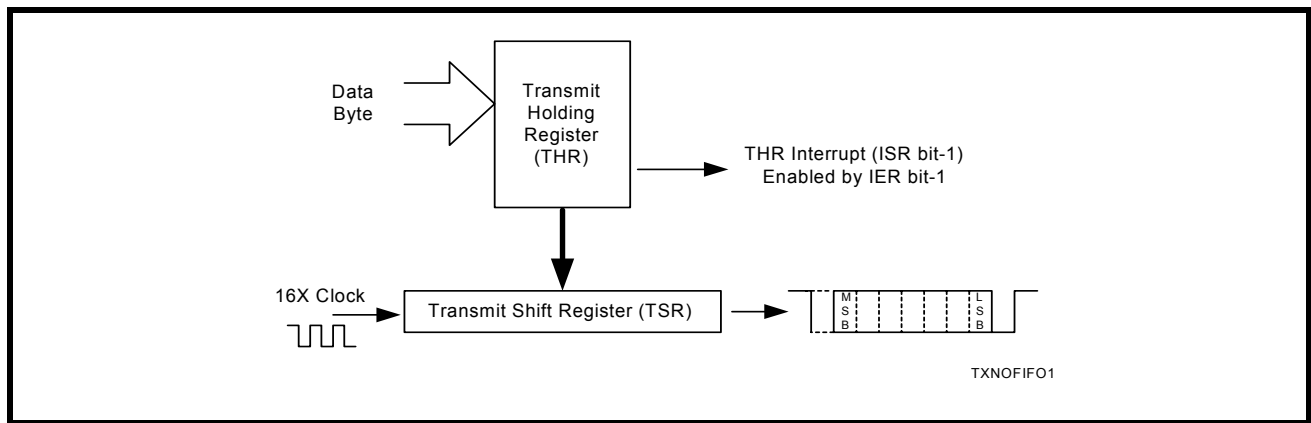 Data
Byte
Transmit
Holding
Register
(THR)
THR Interrupt (ISR bit-1)
Enabled by IER bit-1
16X Clock
Transmit Shift Register (TSR)
M
S
B
L
S
B
TXNOFIFO1